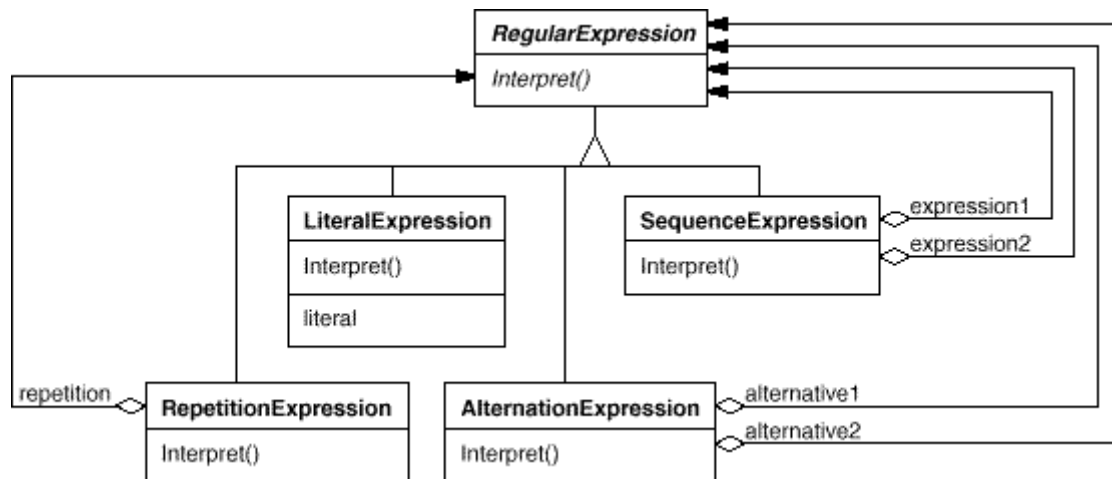 RegularExpression
Interpret()
LiteralExpression
Interpret()
literal
SequenceExpression
Interpret()
expression1
expression2
repetition
RepetitionExpression
Interpret()
AlternationExpression
Interpret()
alternative1
alternative2